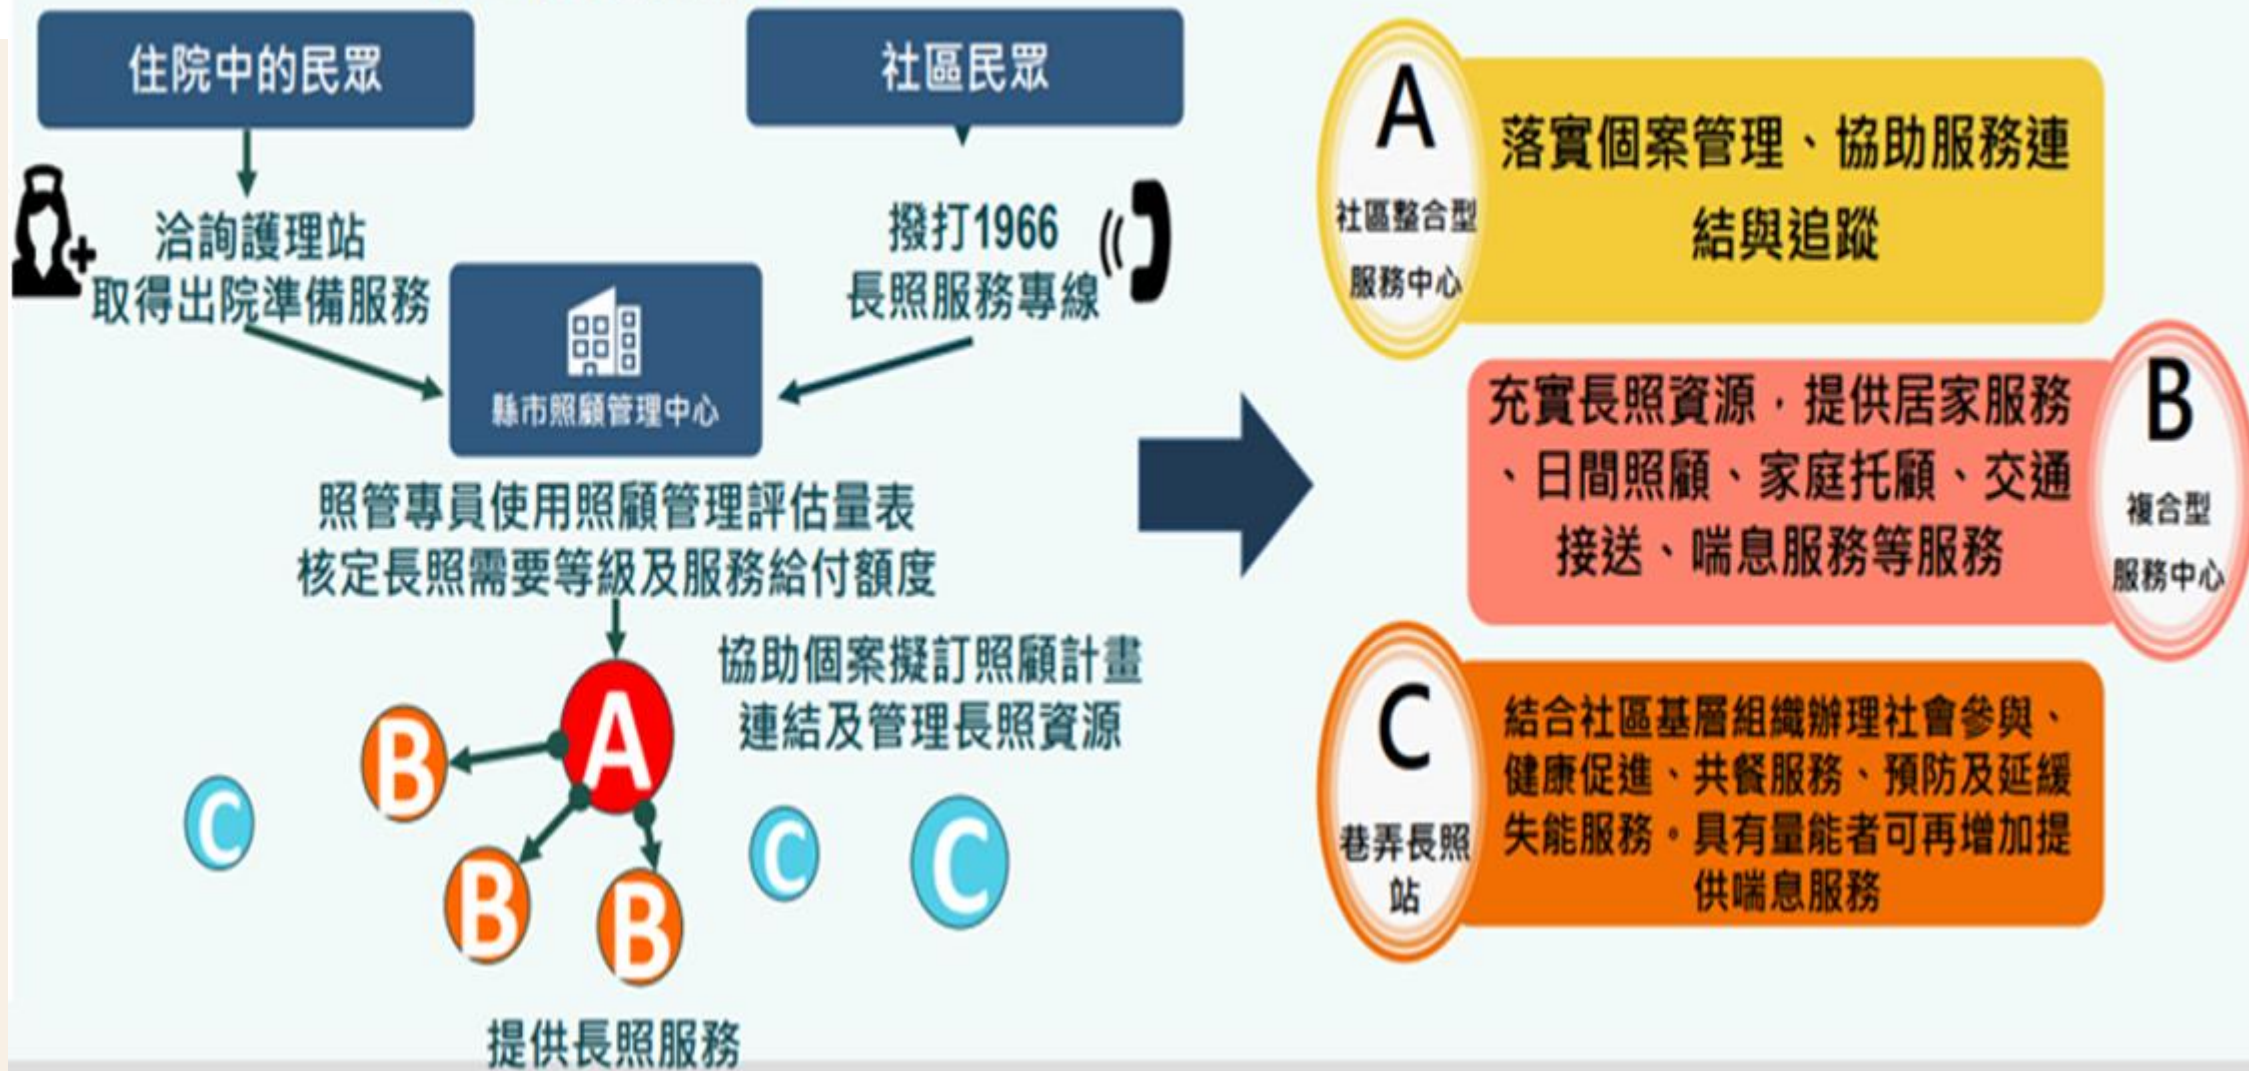 住院中的民眾
洽詢護理站
取得出院準備服務
社區民眾
撥打1966
長照服務專線
縣市照顧管理中心
照管專員使用照顧管理評估量表
核定長照需要等級及服務給付額度
協助個案擬訂照顧計畫
連結及管理長照資源
A
B
B
B
C
C
C
提供長照服務
A
社區整合型
服務中心
落實個案管理、協助服務連
結與追蹤
充實長照資源，提供居家服務
、日間照顧、家庭托顧、交通
接送、喘息服務等服務
B
複合型
服務中心
C
巷弄長照
站
結合社區基層組織辦理社會參與、
健康促進、共餐服務、預防及延緩
失能服務。具有量能者可再增加提
供喘息服務